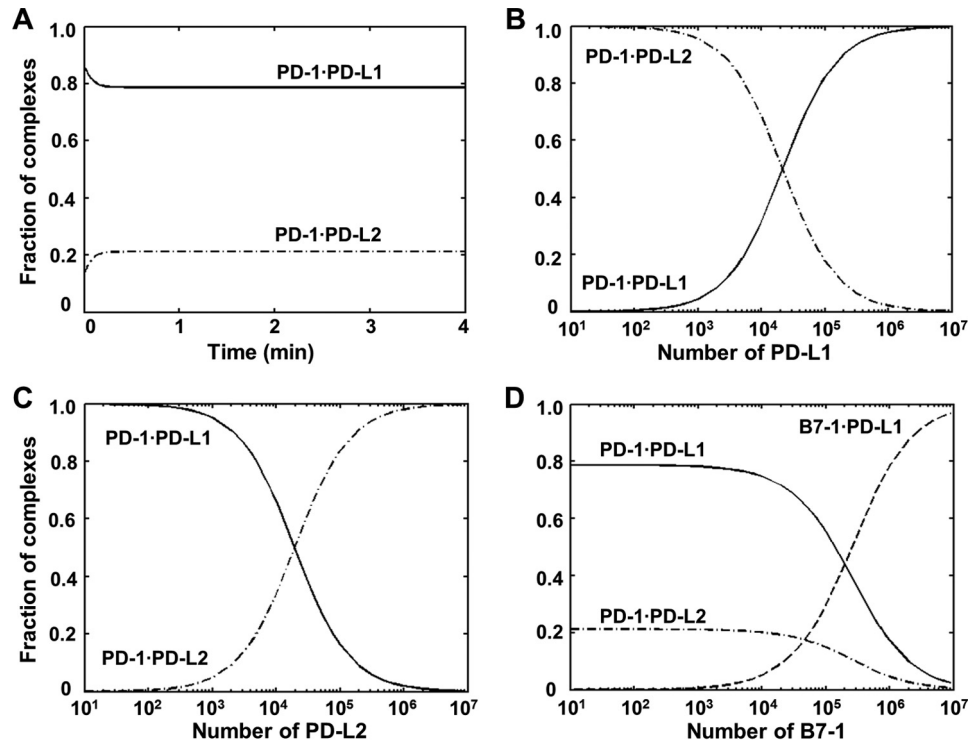 A
Fraction of complexes
1.0
0.8
0.6
0.4
0.2
0
PD-1·PD-L1
PD-1·PD-L2
0 1 2 3 4
Time (min)
B
1.0
0.8
0.6
0.4
0.2
0
PD-1·PD-L2
PD-1·PD-L1
10¹ 10² 10³ 10⁴ 10⁵ 10⁶ 10⁷
Number of PD-L1
C
Fraction of complexes
1.0
0.8
0.6
0.4
0.2
0
PD-1·PD-L1
PD-1·PD-L2
10¹ 10² 10³ 10⁴ 10⁵ 10⁶ 10⁷
Number of PD-L2
D
1.0
0.8
0.6
0.4
0.2
0
B7-1·PD-L1
PD-1·PD-L1
PD-1·PD-L2
10¹ 10² 10³ 10⁴ 10⁵ 10⁶ 10⁷
Number of B7-1